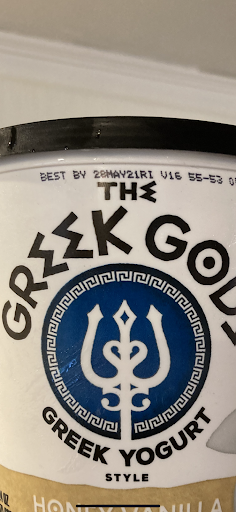 BEST BY 28MAY21RI V16 55-53
THE
GREEK GODS
GREEK YOGURT
STYLE
HONEY VANILLA